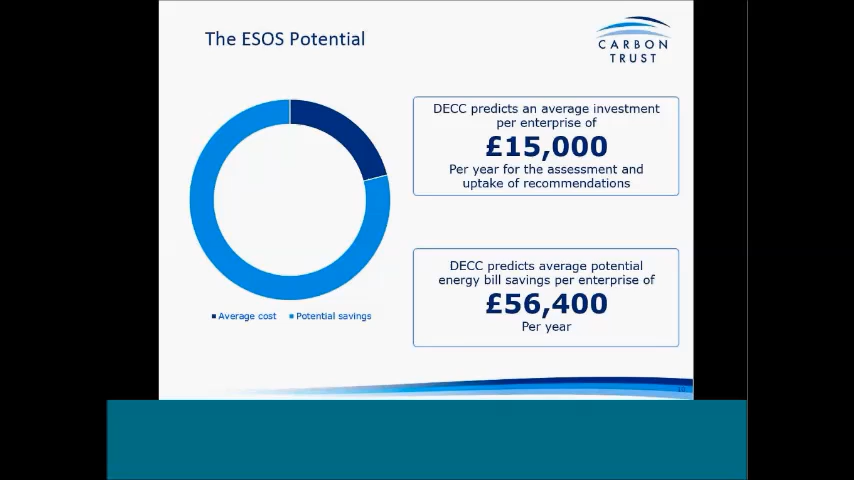 The ESOS Potential
CARBON
TRUST
DECC predicts an average investment
per enterprise of
£15,000
Per year for the assessment and
uptake of recommendations
DECC predicts average potential
energy bill savings per enterprise of
£56,400
Per year
Average cost Potential savings